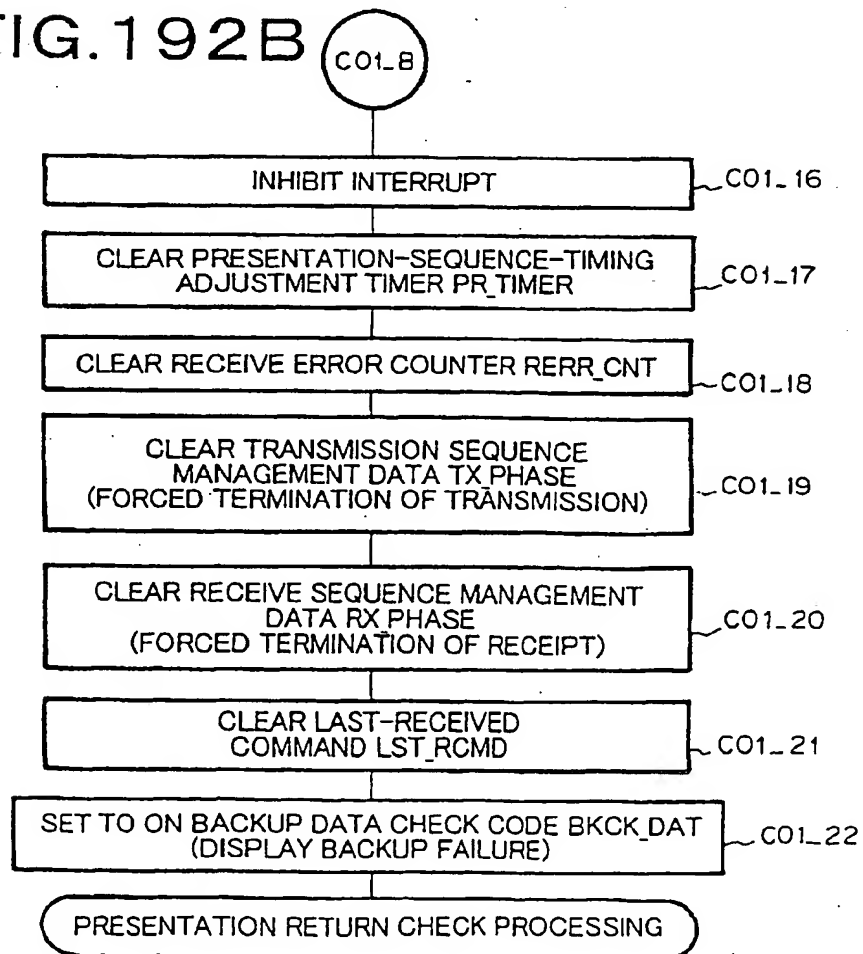 FIG.192B
C01_B
INHIBIT INTERRUPT
C01_16
CLEAR PRESENTATION-SEQUENCE-TIMING
ADJUSTMENT TIMER PR_TIMER
C01_17
CLEAR RECEIVE ERROR COUNTER RERR_CNT
C01_18
CLEAR TRANSMISSION SEQUENCE
MANAGEMENT DATA TX_PHASE
(FORCED TERMINATION OF TRANSMISSION)
C01_19
CLEAR RECEIVE SEQUENCE MANAGEMENT
DATA RX_PHASE
(FORCED TERMINATION OF RECEIPT)
C01_20
CLEAR LAST-RECEIVED
COMMAND LST_RCMD
C01_21
SET TO ON BACKUP DATA CHECK CODE BKCK_DAT
(DISPLAY BACKUP FAILURE)
C01_22
PRESENTATION RETURN CHECK PROCESSING